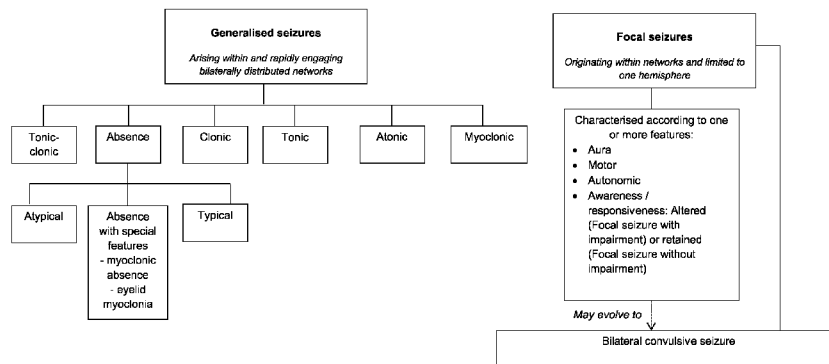 Generalised seizures
Arising within and rapidly engaging
bilaterally distributed networks
Tonic-
clonic
Absence
Clonic
Tonic
Atonic
Myoclonic
Atypical
Absence
with special
features
- myoclonic
absence
- eyelid
myoclonia
Typical
Focal seizures
Originating within networks and limited to
one hemisphere
Characterised according to one
or more features:
• Aura
• Motor
• Autonomic
• Awareness /
responsiveness: Altered
(Focal seizure with
impairment) or retained
(Focal seizure without
impairment)
May evolve to
Bilateral convulsive seizure